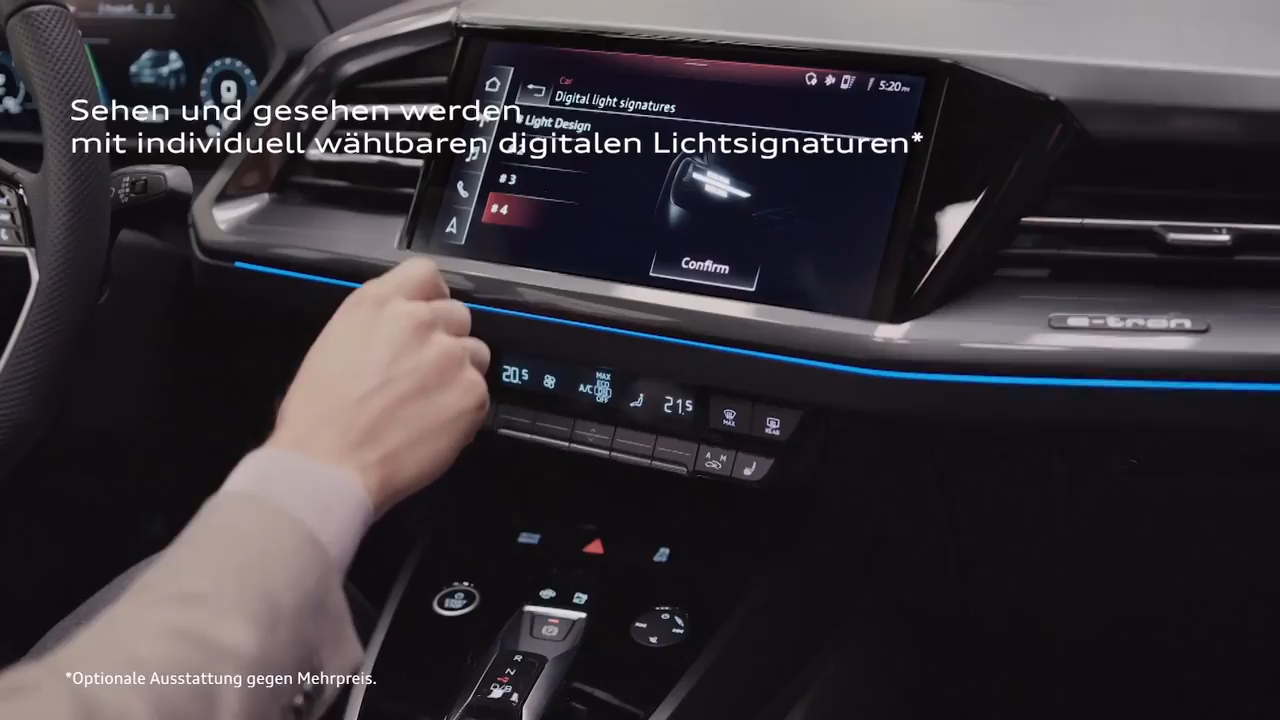 Sehen und gesehen werden
mit individuell wählbaren digitalen Lichtsignaturen*
Car
Digital light signatures
5:20 PM
# Light Design
#3
#4
Confirm
e-tron
20.5
A/C
MAX
ECO
OFF
21.5
MAX
REAR
A M
R
N
D/B
*Optionale Ausstattung gegen Mehrpreis.